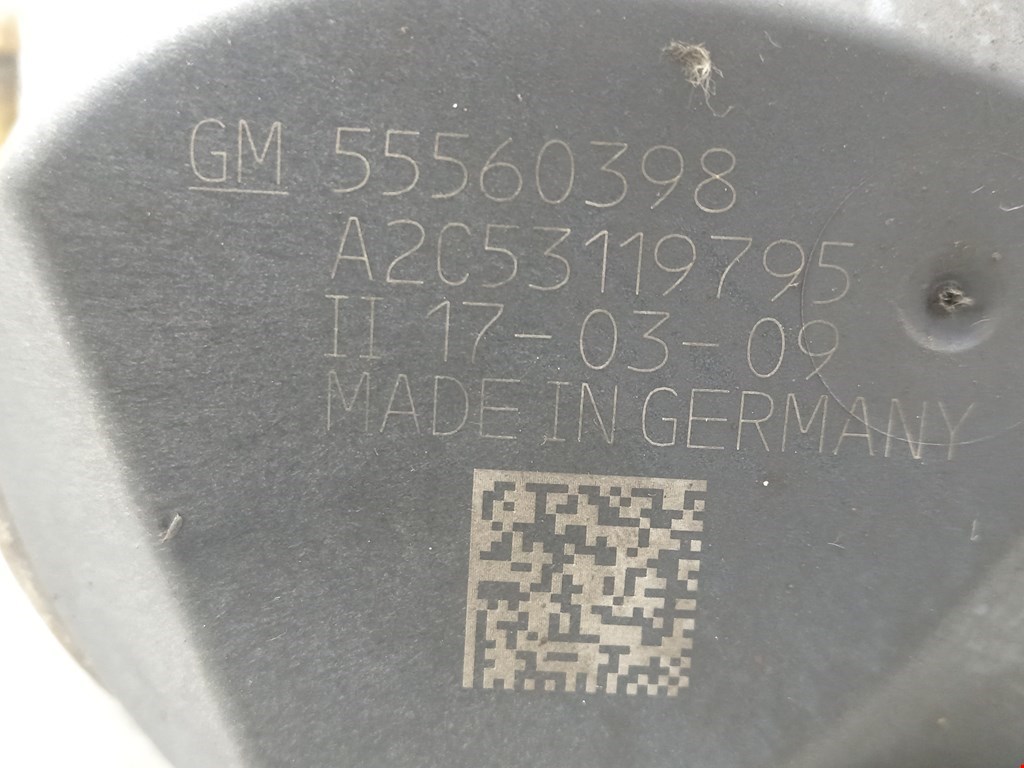 GM 55560398
A2C53119795
II 17-03-09
MADE IN GERMANY